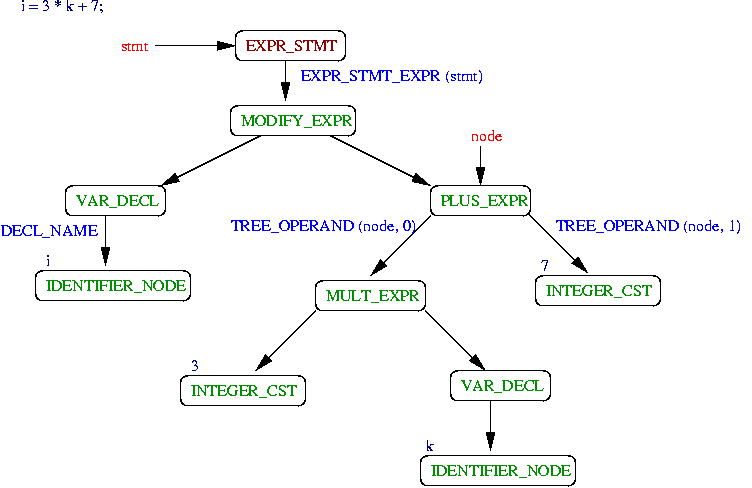 i = 3 * k + 7;
stmt
EXPR_STMT
EXPR_STMT_EXPR (stmt)
MODIFY_EXPR
node
VAR_DECL
PLUS_EXPR
DECL_NAME
TREE_OPERAND (node, 0)
TREE_OPERAND (node, 1)
i
IDENTIFIER_NODE
7
INTEGER_CST
MULT_EXPR
3
INTEGER_CST
VAR_DECL
k
IDENTIFIER_NODE